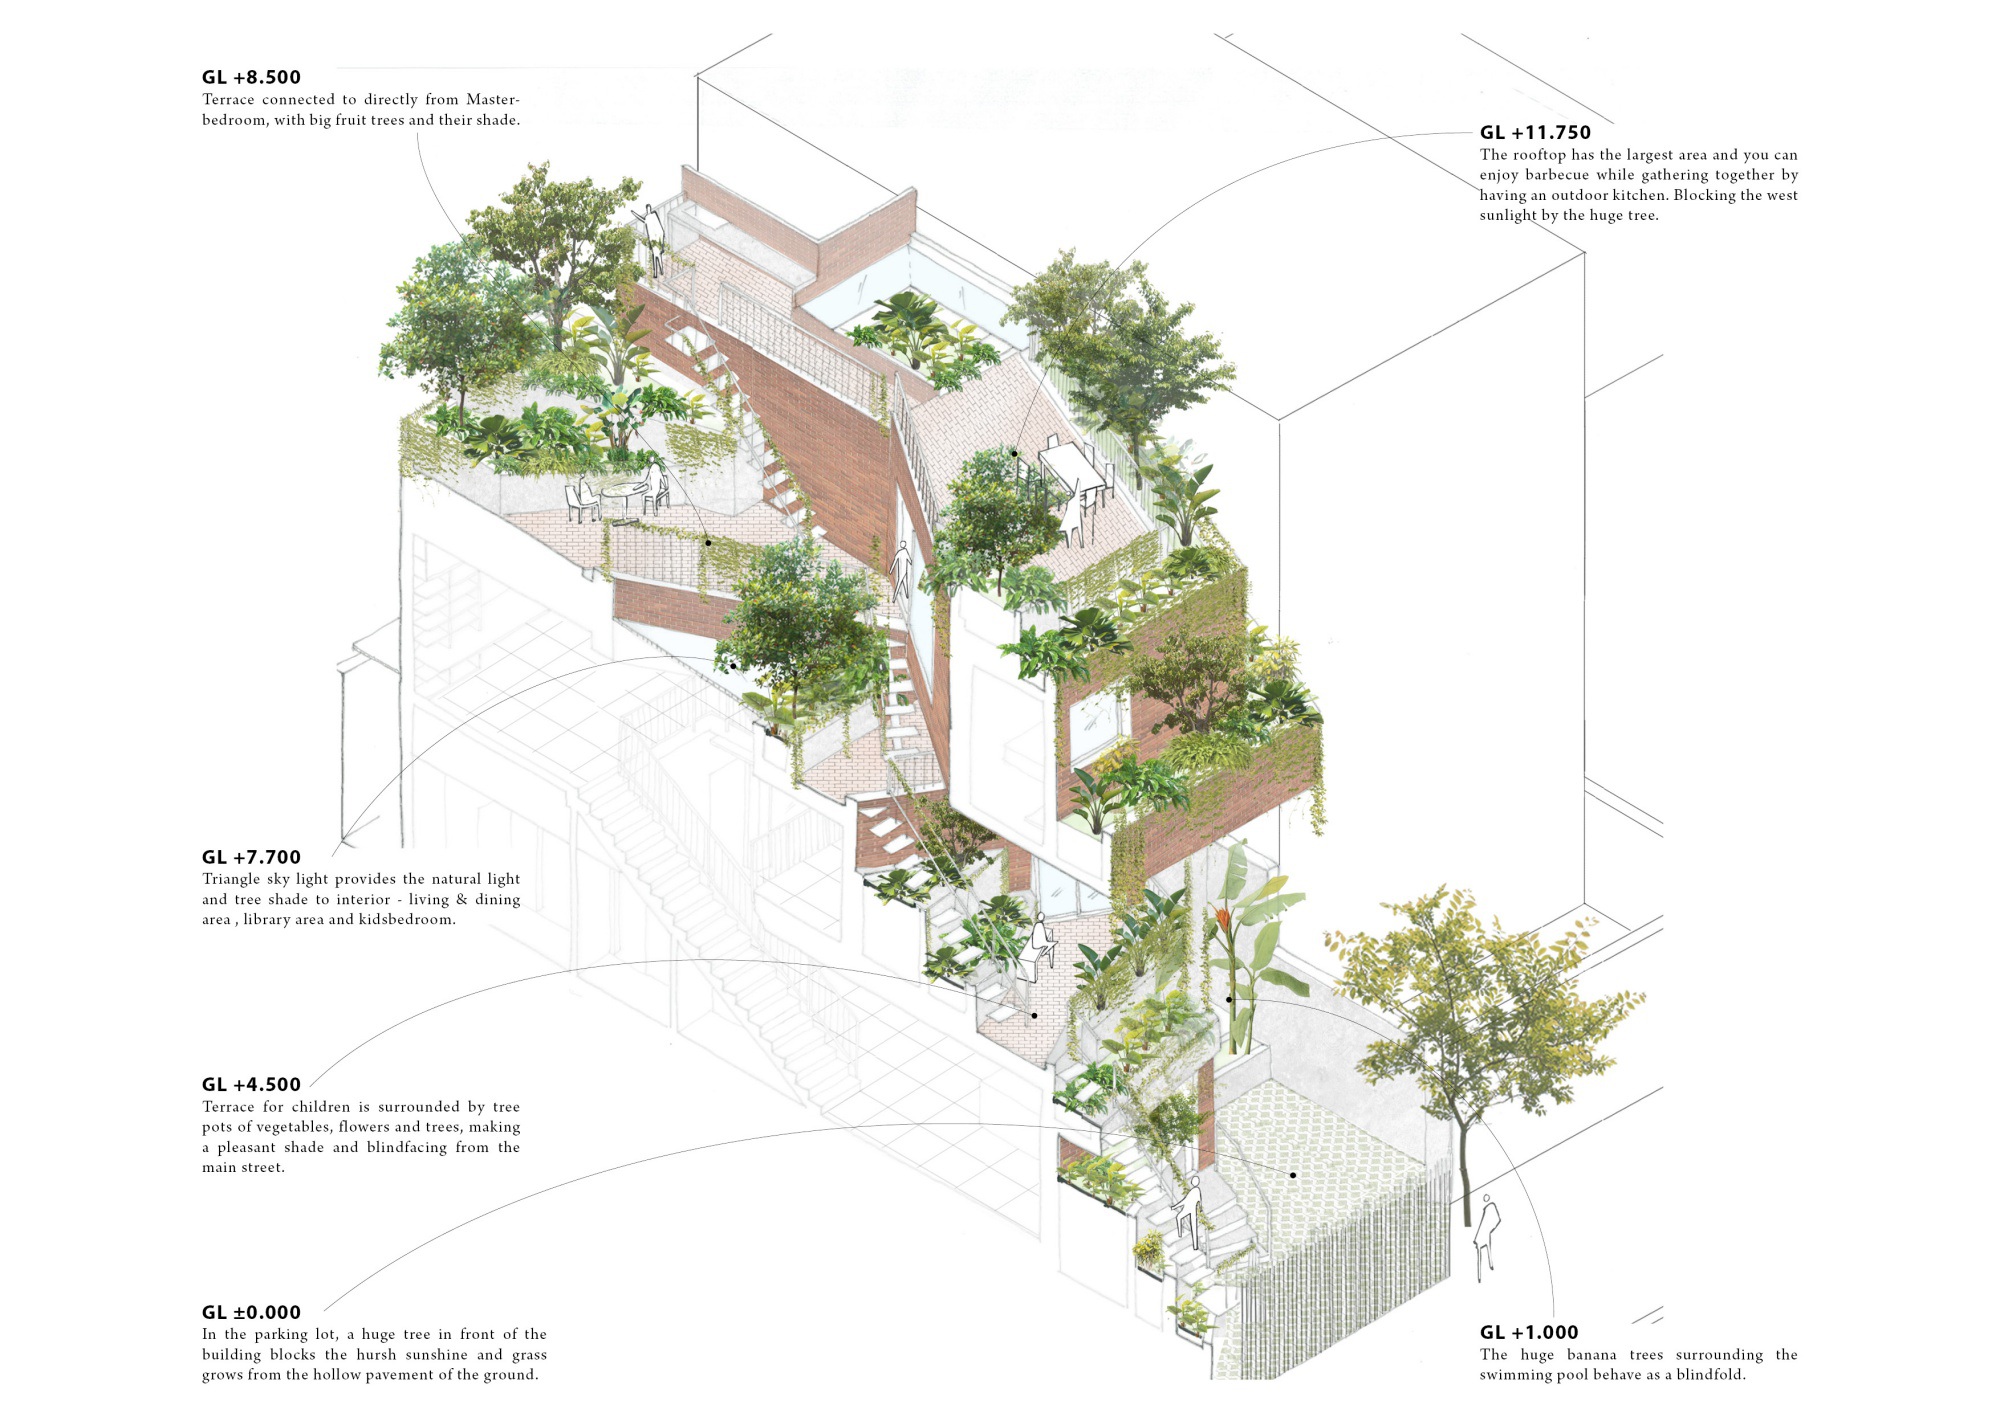 GL +8.500
Terrace connected to directly from Master-
bedroom, with big fruit trees and their shade.
GL +11.750
The rooftop has the largest area and you can
enjoy barbecue while gathering together by
having an outdoor kitchen. Blocking the west
sunlight by the huge tree.
GL +7.700
Triangle sky light provides the natural light
and tree shade to interior - living & dining
area , library area and kidsbedroom.
GL +4.500
Terrace for children is surrounded by tree
pots of vegetables, flowers and trees, making
a pleasant shade and blindfacing from the
main street.
GL ±0.000
In the parking lot, a huge tree in front of the
building blocks the hursh sunshine and grass
grows from the hollow pavement of the ground.
GL +1.000
The huge banana trees surrounding the
swimming pool behave as a blindfold.